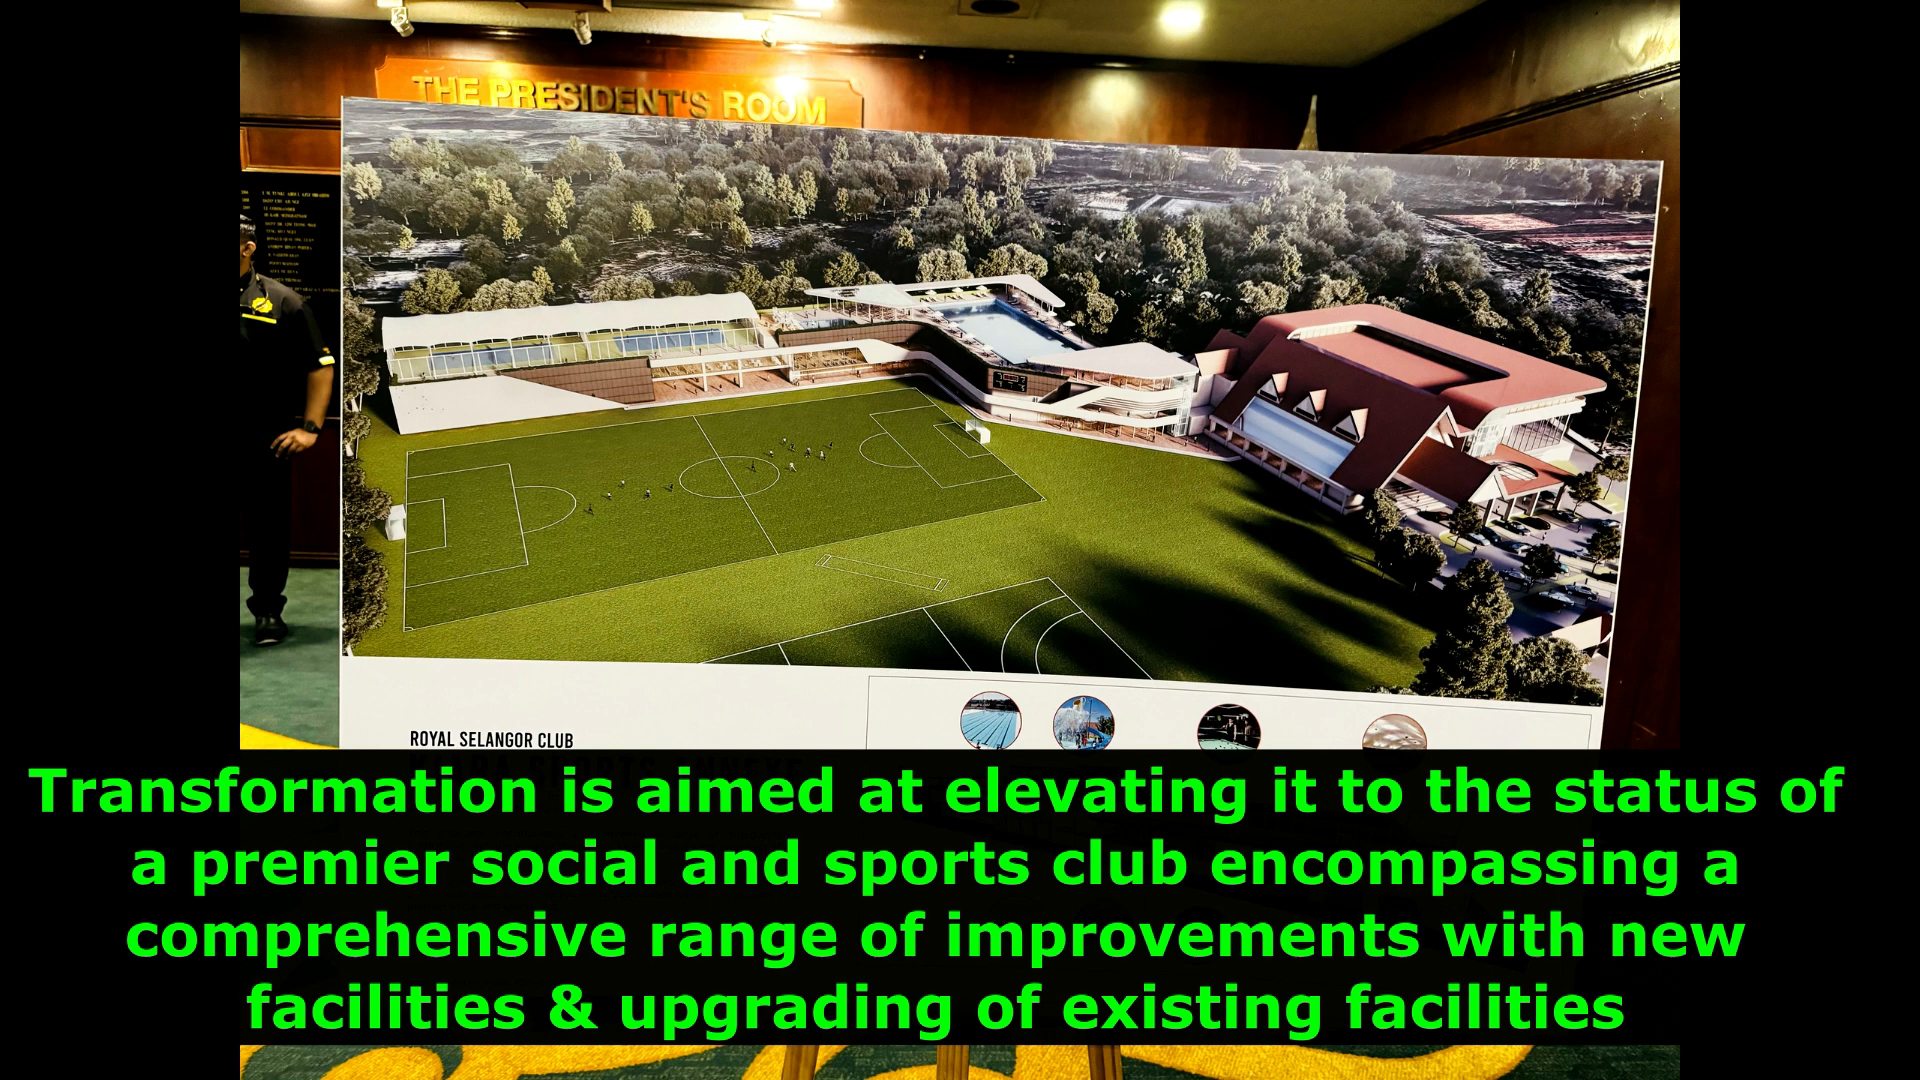 THE PRESIDENT'S ROOM
ROYAL SELANGOR CLUB
Transformation is aimed at elevating it to the status of
a premier social and sports club encompassing a
comprehensive range of improvements with new
facilities & upgrading of existing facilities